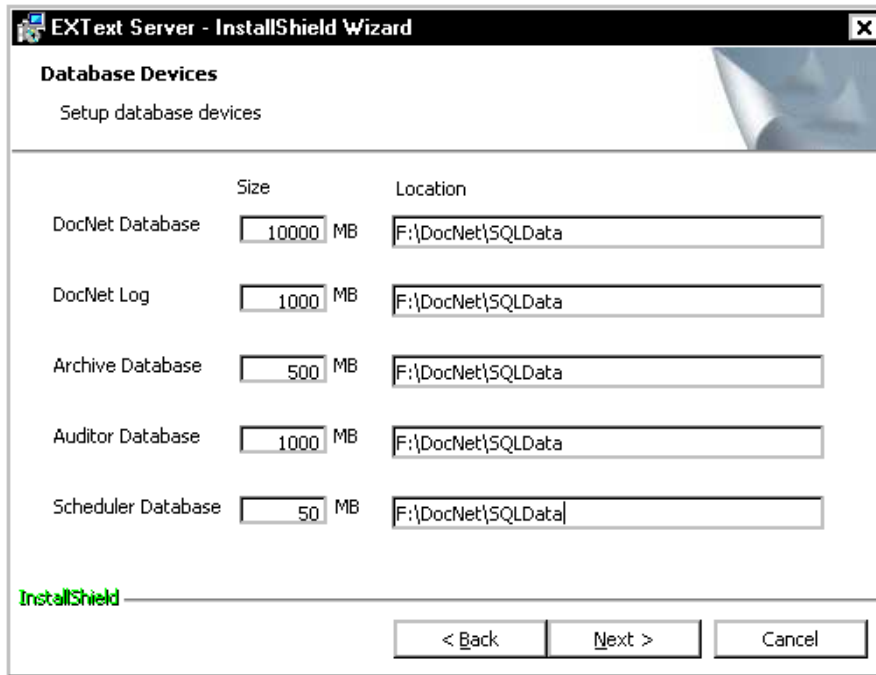 EXText Server - InstallShield Wizard
Database Devices
Setup database devices
Size Location
DocNet Database 10000 MB F:\DocNet\SQLData
DocNet Log 1000 MB F:\DocNet\SQLData
Archive Database 500 MB F:\DocNet\SQLData
Auditor Database 1000 MB F:\DocNet\SQLData
Scheduler Database 50 MB F:\DocNet\SQLData
InstallShield
< Back Next > Cancel